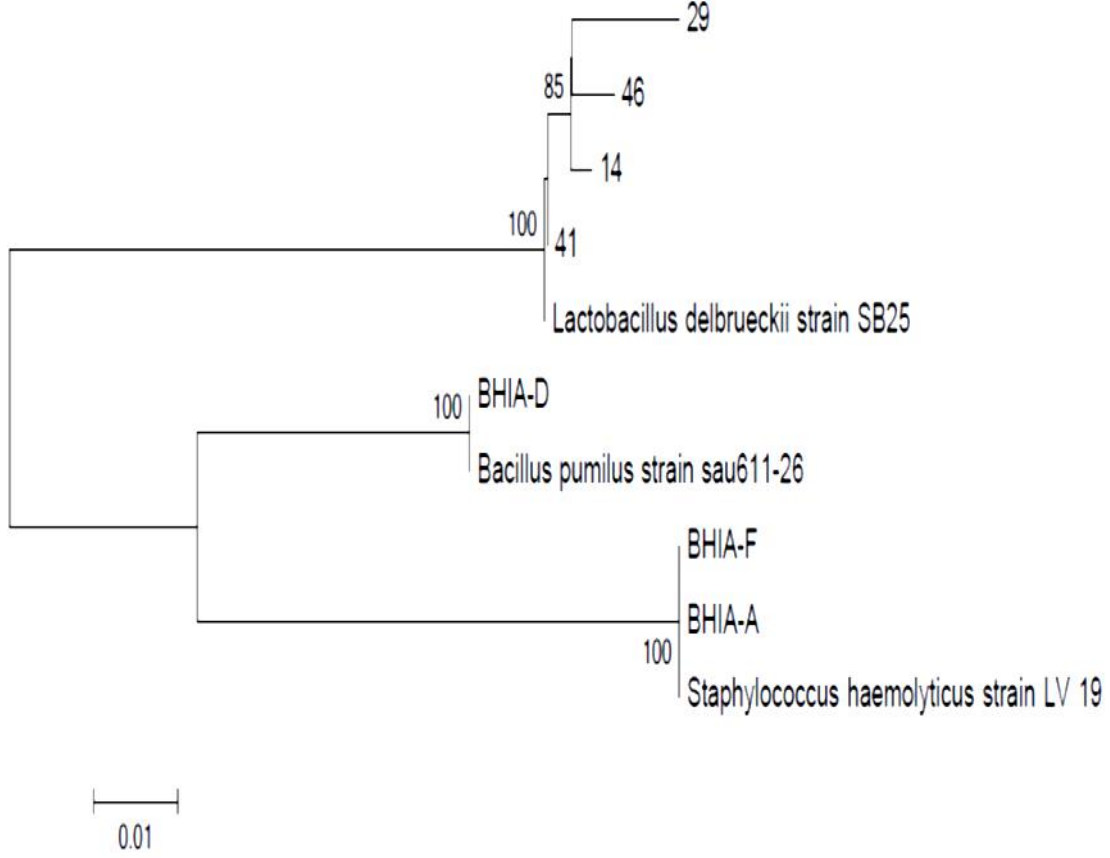 29
85
46
14
100
41
Lactobacillus delbrueckii strain SB25
BHIA-D
100
Bacillus pumilus strain sau611-26
BHIA-F
BHIA-A
100
Staphylococcus haemolyticus strain LV 19
0.01